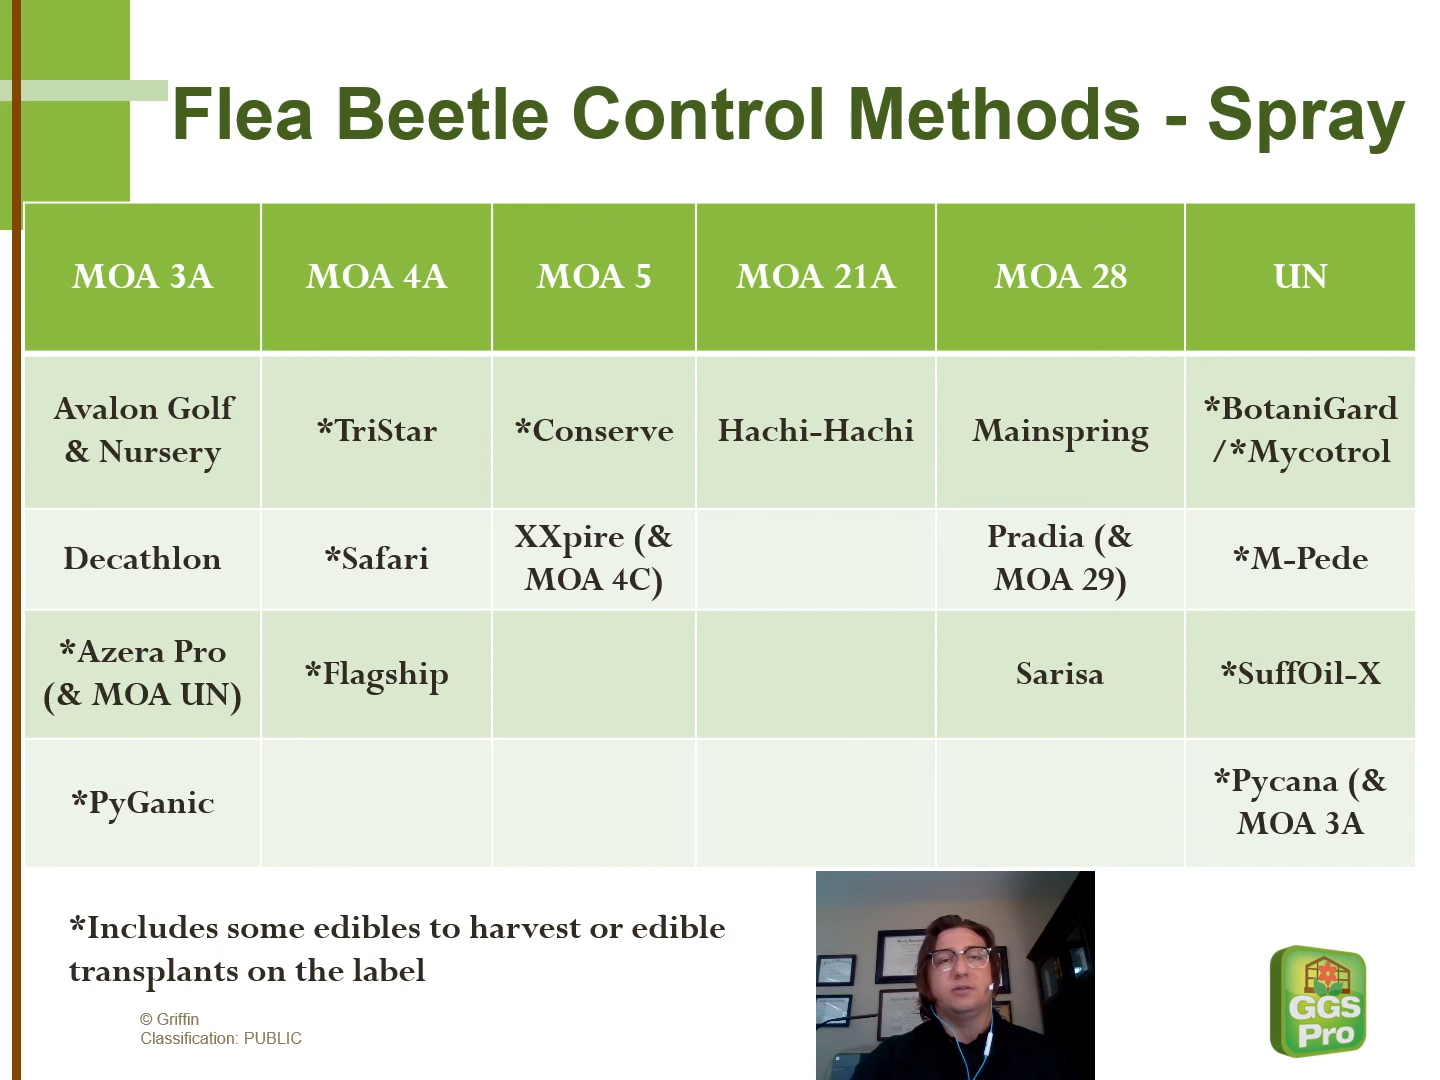 Flea Beetle Control Methods - Spray
MOA 3A
MOA 4A
MOA 5
MOA 21A
MOA 28
UN
Avalon Golf
& Nursery
*TriStar
*Conserve
Hachi-Hachi
Mainspring
*BotaniGard
/*Mycotrol
Decathlon
*Safari
XXpire (&
MOA 4C)
Pradia (&
MOA 29)
*M-Pede
*Azera Pro
(& MOA UN)
*Flagship
Sarisa
*SuffOil-X
*PyGanic
*Pycana (&
MOA 3A
*Includes some edibles to harvest or edible
transplants on the label
© Griffin
Classification: PUBLIC
GGS
Pro